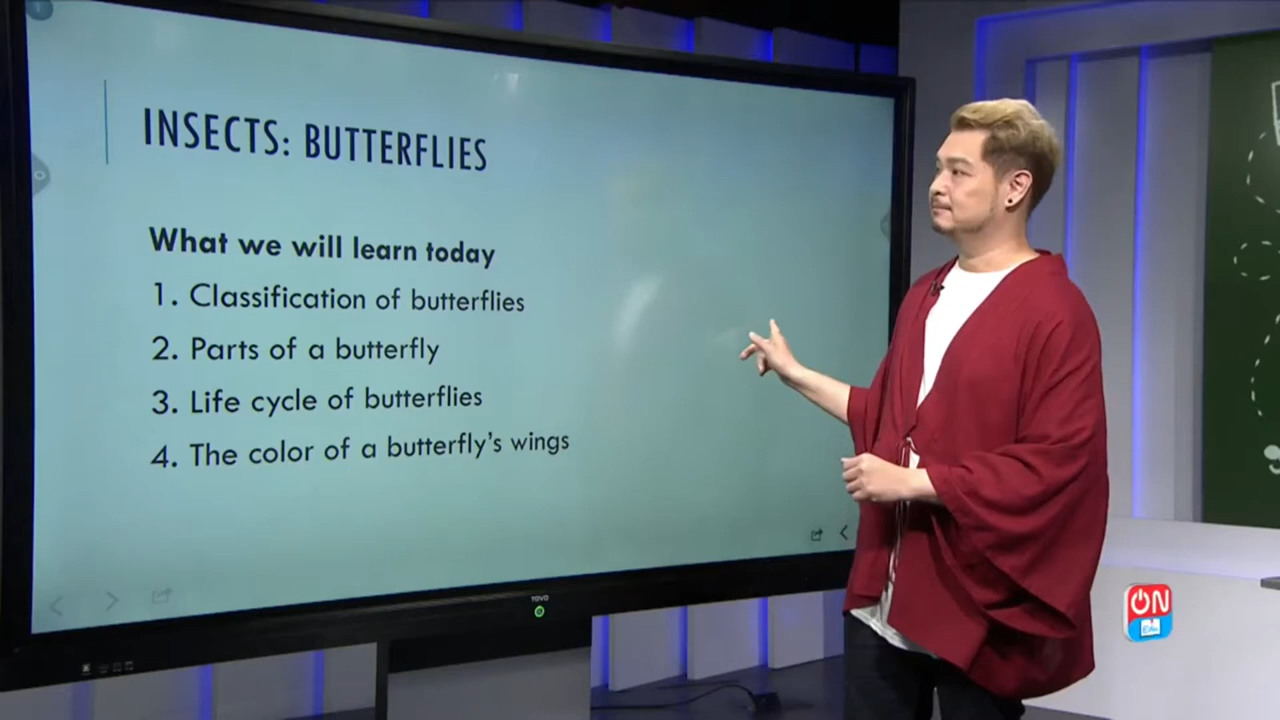 INSECTS: BUTTERFLIES
What we will learn today
1. Classification of butterflies
2. Parts of a butterfly
3. Life cycle of butterflies
4. The color of a butterfly's wings
TOVO
ON